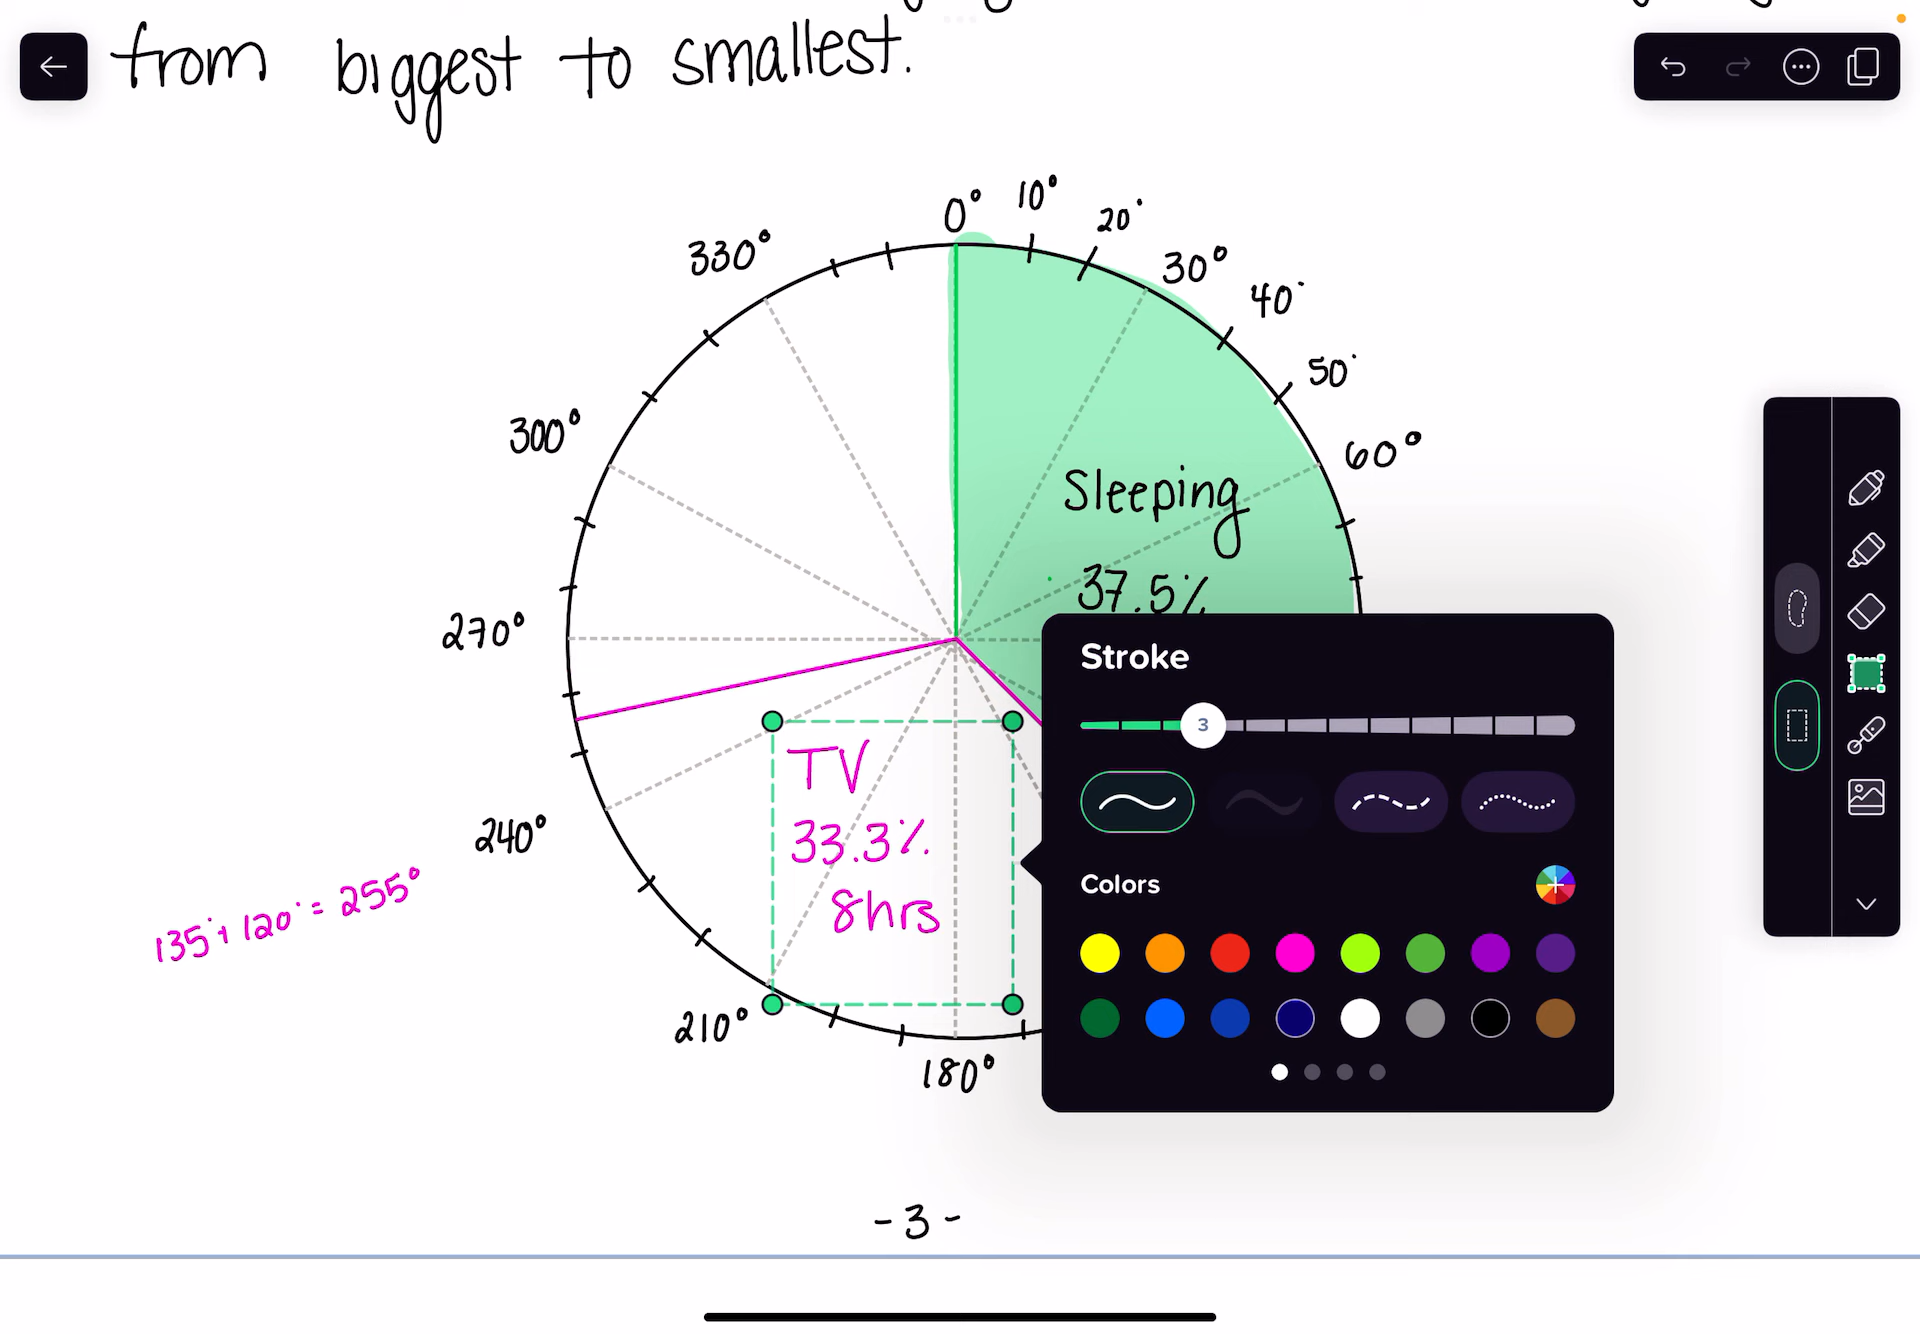 from biggest to smallest.
0°
10°
20°
30°
40°
50°
60°
330°
300°
270°
240°
210°
180°
Sleeping
37.5%
TV
33.3%
8hrs
135°+ 120° = 255°
Stroke
3
Colors
-3-